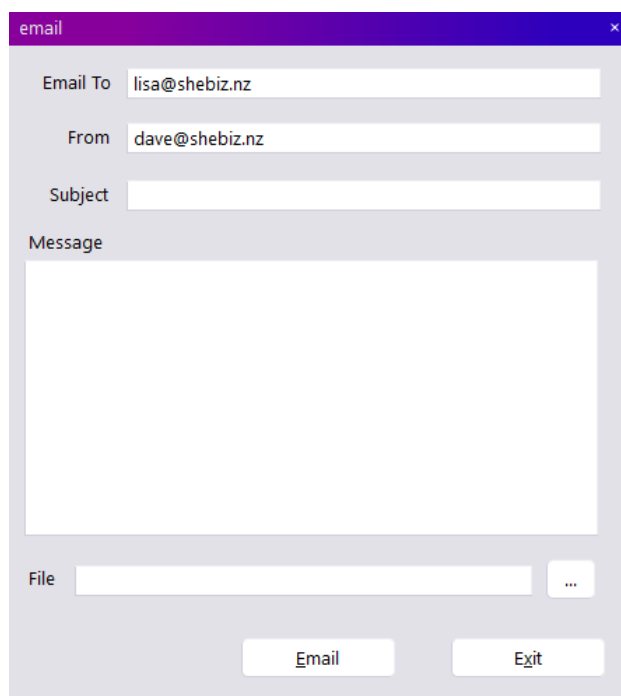 email ×
Email To lisa@shebiz.nz
From dave@shebiz.nz
Subject
Message
File ...
Email Exit